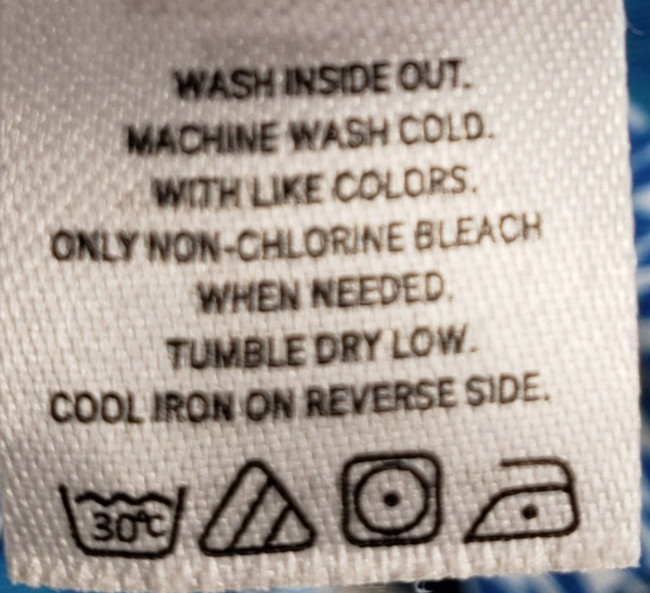 WASH INSIDE OUT.
MACHINE WASH COLD.
WITH LIKE COLORS.
ONLY NON-CHLORINE BLEACH
WHEN NEEDED.
TUMBLE DRY LOW.
COOL IRON ON REVERSE SIDE.
30°C